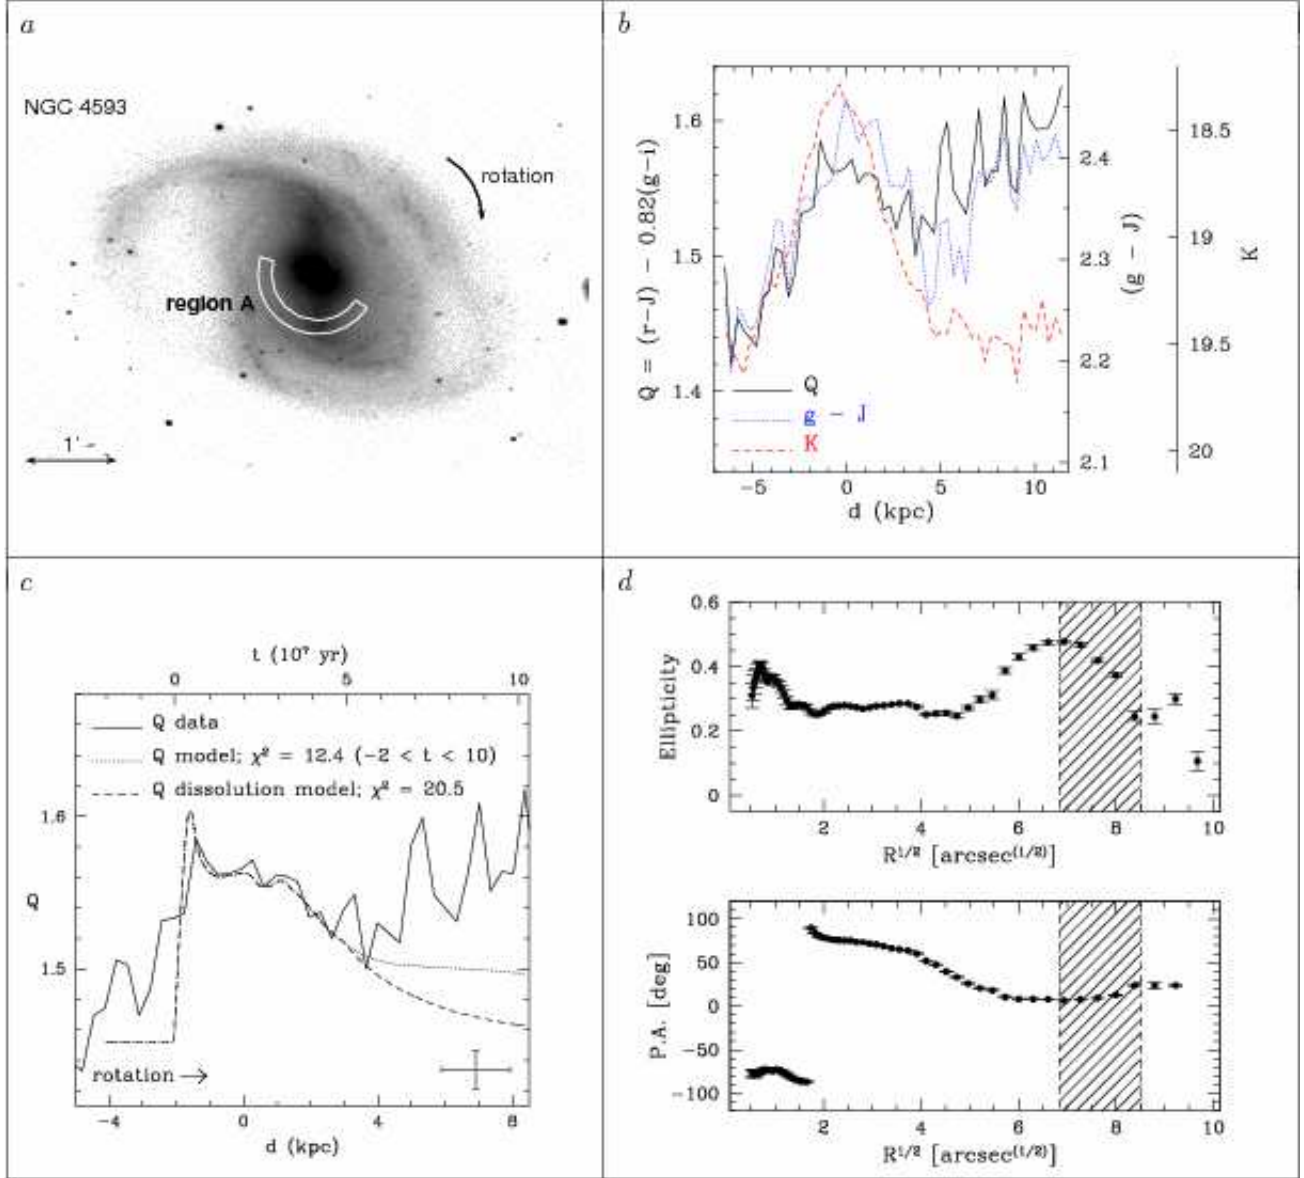 a
NGC 4593
rotation
region A
1'
b
Q = (r-J) - 0.82(g-i)
1.6
1.5
1.4
Q
g - J
K
-5 0 5 10
d (kpc)
2.4
2.3
2.2
2.1
(g - J)
18.5
19
19.5
20
K
c
t (10⁷ yr)
0 5 10
Q data
Q model; χ² = 12.4 (-2 < t < 10)
Q dissolution model; χ² = 20.5
1.6
1.5
Q
rotation →
-4 0 4 8
d (kpc)
d
0.6
0.4
0.2
0
Ellipticity
2 4 6 8 10
R^1/2 [arcsec^(1/2)]
100
50
0
-50
-100
P.A. [deg]
2 4 6 8 10
R^1/2 [arcsec^(1/2)]